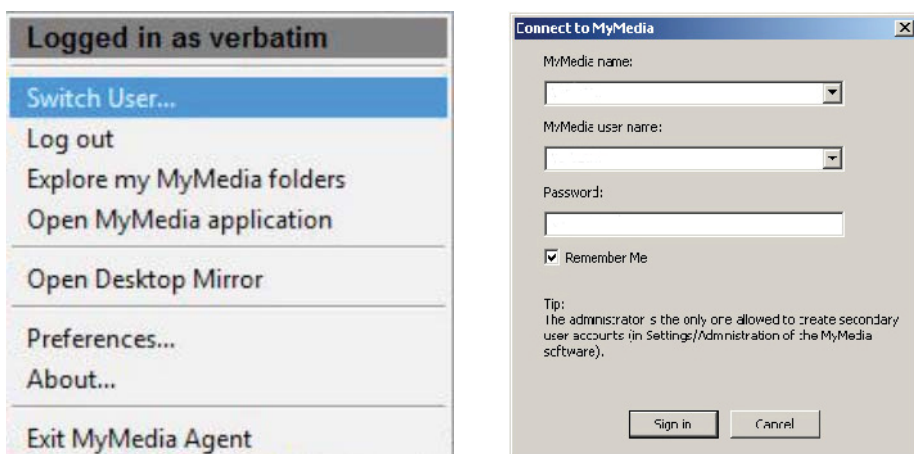 Logged in as verbatim
Switch User...
Log out
Explore my MyMedia folders
Open MyMedia application
Open Desktop Mirror
Preferences...
About...
Exit MyMedia Agent
Connect to MyMedia
MyMedia name:
MyMedia user name:
Password:
Remember Me
Tip:
The administrator is the only one allowed to create secondary
user accounts (in Settings/Administration of the MyMedia
software).
Sign in
Cancel